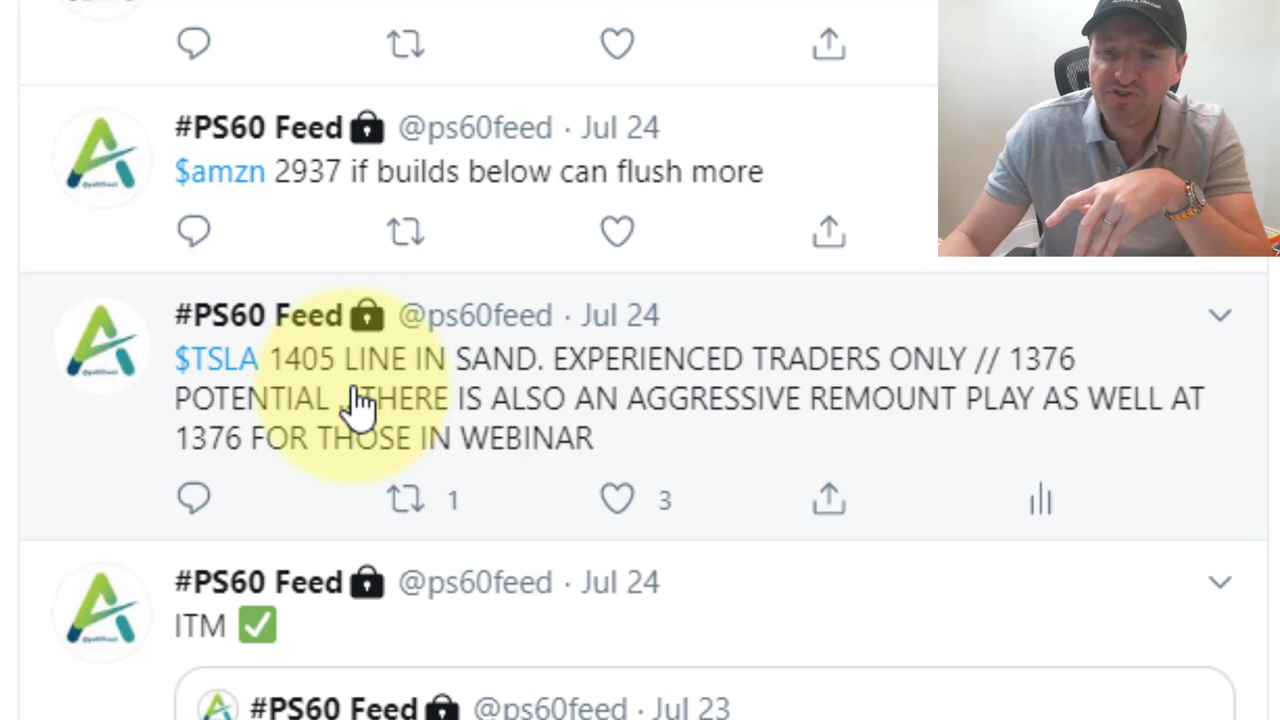 #PS60 Feed @ps60feed · Jul 24
$amzn 2937 if builds below can flush more
#PS60 Feed @ps60feed · Jul 24
$TSLA 1405 LINE IN SAND. EXPERIENCED TRADERS ONLY // 1376
POTENTIAL THERE IS ALSO AN AGGRESSIVE REMOUNT PLAY AS WELL AT
1376 FOR THOSE IN WEBINAR
1 3
#PS60 Feed @ps60feed · Jul 24
ITM
#PS60 Feed @ps60feed · Jul 23